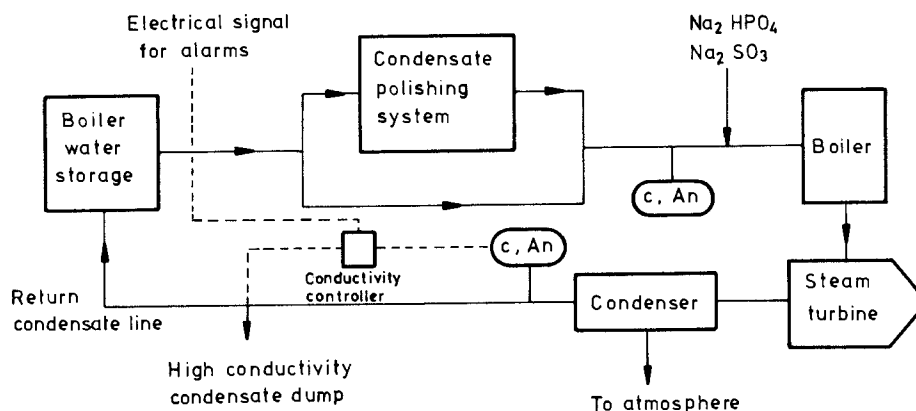 Electrical signal
for alarms
Na₂ HPO₄
Na₂ SO₃
Condensate
polishing
system
Boiler
water
storage
Boiler
c, An
c, An
Conductivity
controller
Return
condensate line
Condenser
Steam
turbine
High conductivity
condensate dump
To atmosphere